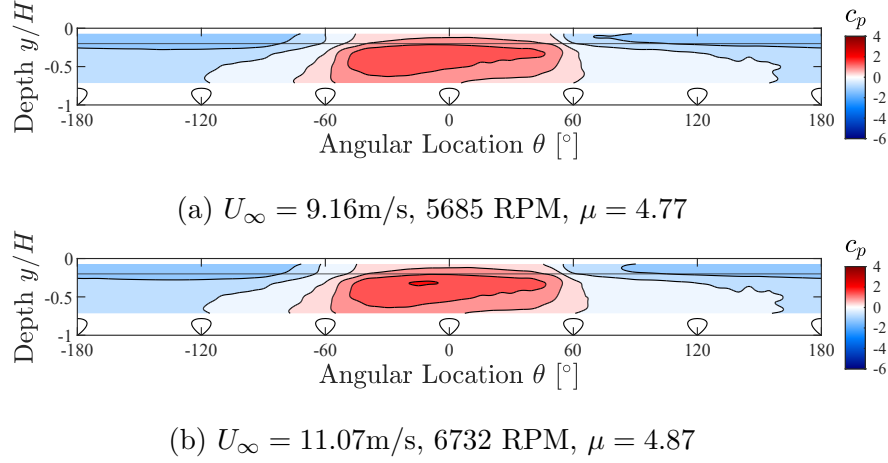 c_p
Depth y/H
0
-0.5
-1
-180 -120 -60 0 60 120 180
4
2
0
-2
-4
-6
Angular Location θ [°]
(a) U_∞ = 9.16m/s, 5685 RPM, μ = 4.77
c_p
Depth y/H
0
-0.5
-1
-180 -120 -60 0 60 120 180
4
2
0
-2
-4
-6
Angular Location θ [°]
(b) U_∞ = 11.07m/s, 6732 RPM, μ = 4.87